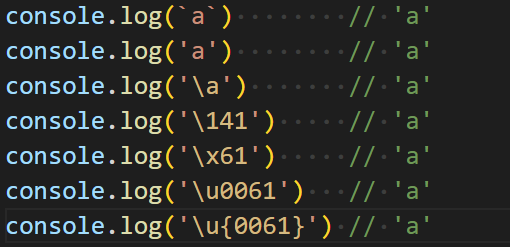 console.log(`a`)         // 'a'
console.log('a')         // 'a'
console.log('\a')        // 'a'
console.log('\141')      // 'a'
console.log('\x61')      // 'a'
console.log('\u0061')    // 'a'
console.log('\u{0061}') // 'a'